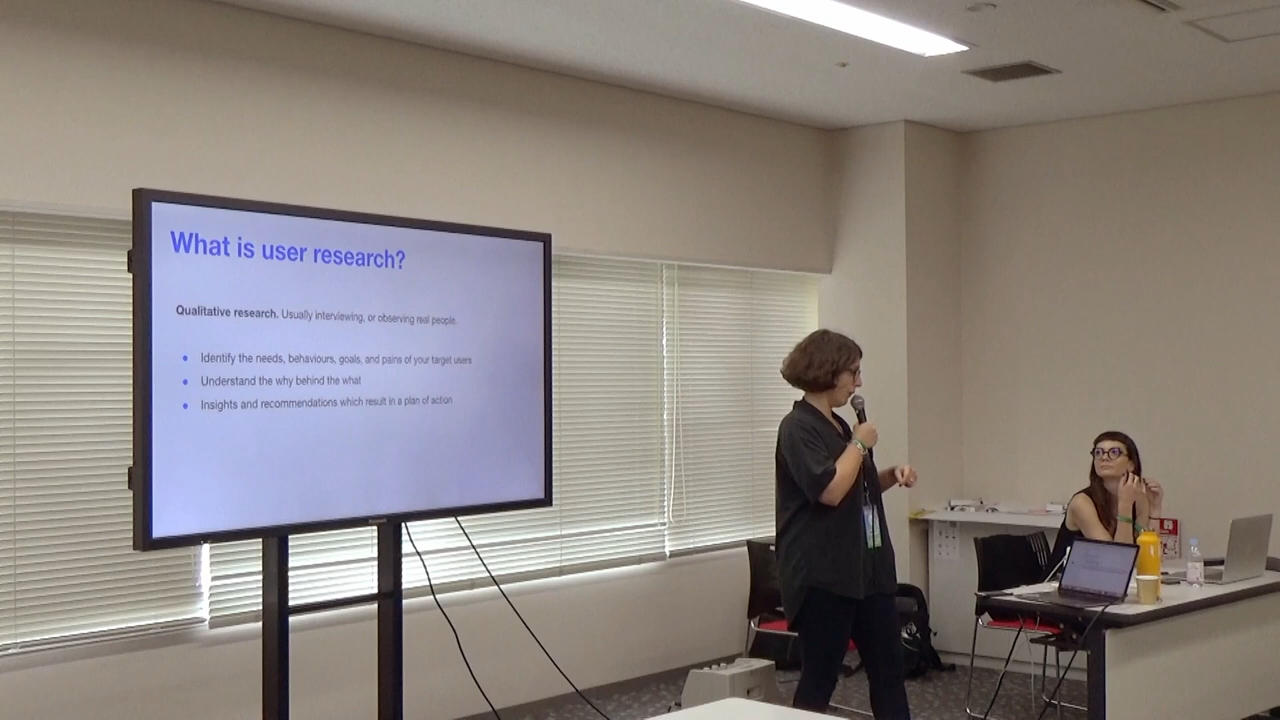 What is user research?
Qualitative research. Usually interviewing, or observing real people.
Identify the needs, behaviours, goals, and pains of your target users
Understand the why behind the what
Insights and recommendations which result in a plan of action